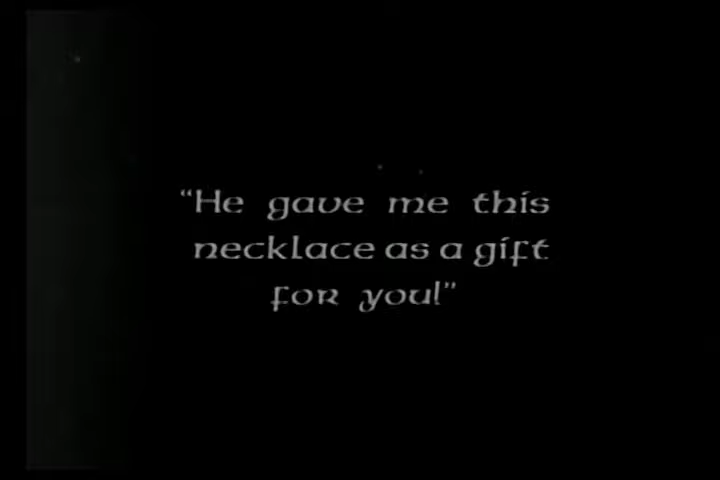 “He gave me this
necklace as a gift
for you!”